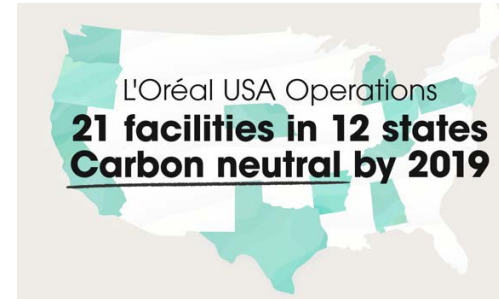 L'Oréal USA Operations
21 facilities in 12 states
Carbon neutral by 2019